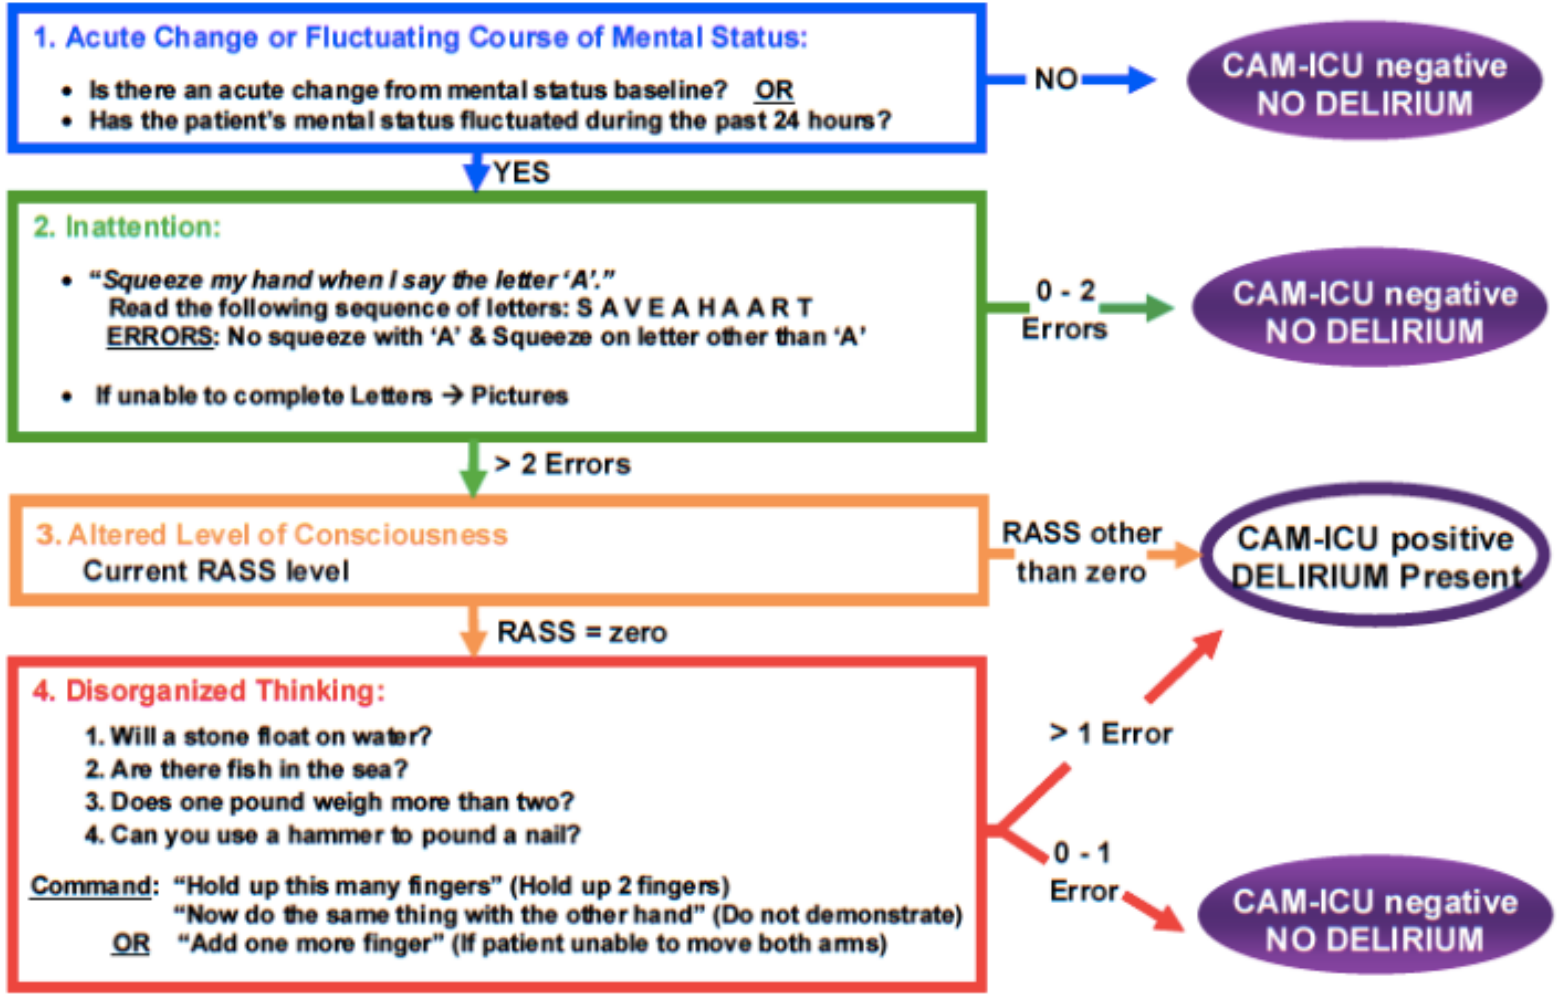 1. Acute Change or Fluctuating Course of Mental Status:
• Is there an acute change from mental status baseline? OR
• Has the patient's mental status fluctuated during the past 24 hours?
NO
CAM-ICU negative
NO DELIRIUM
YES
2. Inattention:
• "Squeeze my hand when I say the letter 'A'."
Read the following sequence of letters: S A V E A H A A R T
ERRORS: No squeeze with 'A' & Squeeze on letter other than 'A'
• If unable to complete Letters → Pictures
0 - 2
Errors
CAM-ICU negative
NO DELIRIUM
> 2 Errors
3. Altered Level of Consciousness
Current RASS level
RASS other
than zero
CAM-ICU positive
DELIRIUM Present
RASS = zero
4. Disorganized Thinking:
1. Will a stone float on water?
2. Are there fish in the sea?
3. Does one pound weigh more than two?
4. Can you use a hammer to pound a nail?
Command: "Hold up this many fingers" (Hold up 2 fingers)
"Now do the same thing with the other hand" (Do not demonstrate)
OR "Add one more finger" (If patient unable to move both arms)
> 1 Error
0 - 1
Error
CAM-ICU negative
NO DELIRIUM